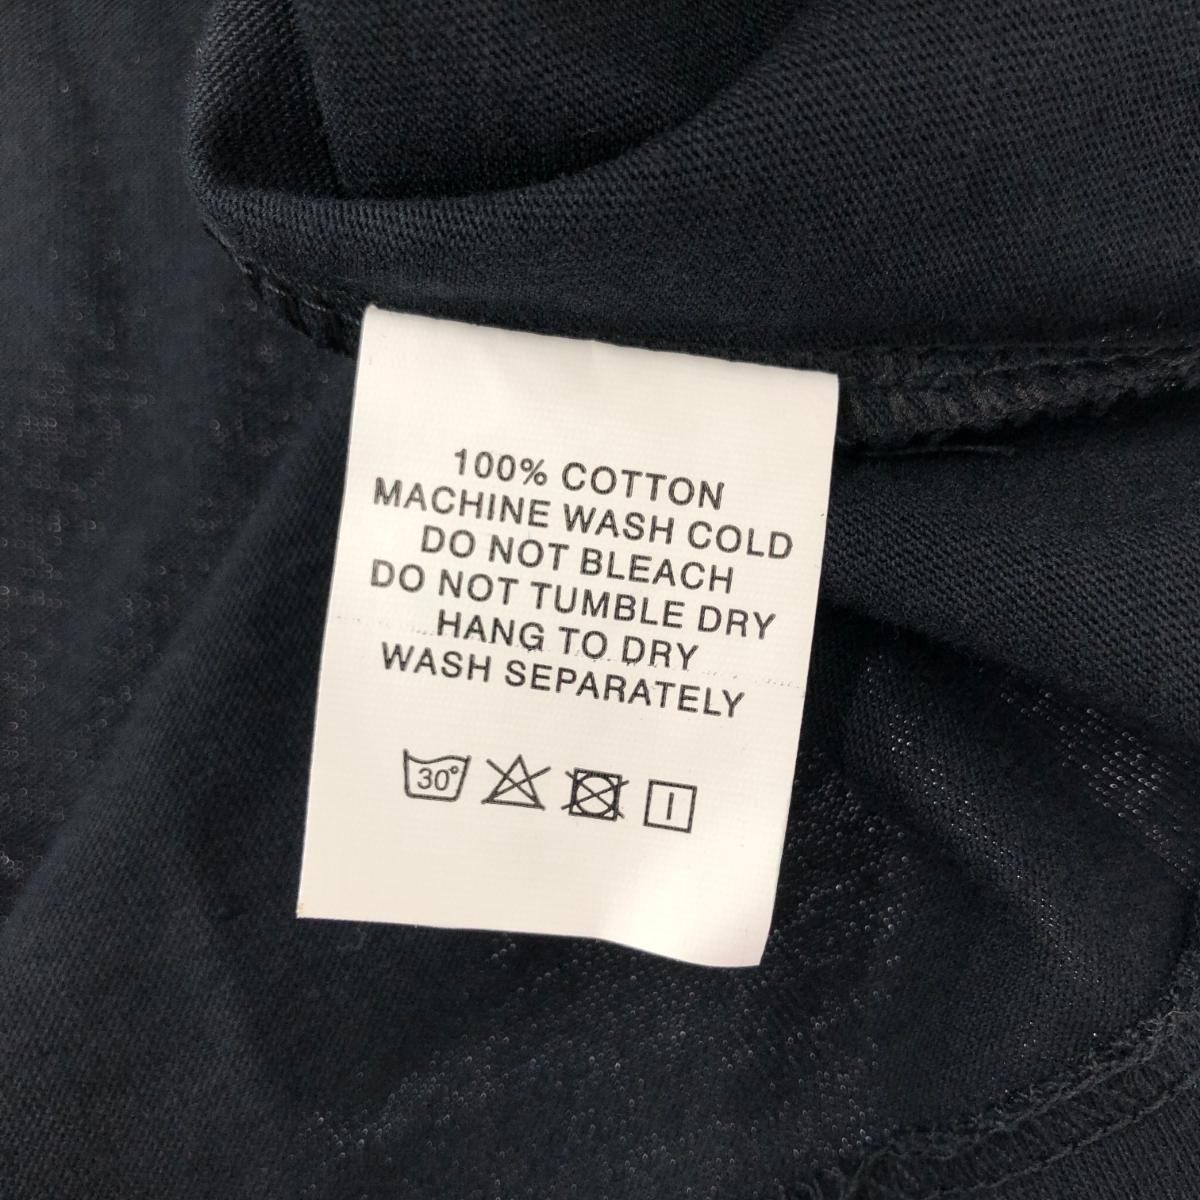 100% COTTON
MACHINE WASH COLD
DO NOT BLEACH
DO NOT TUMBLE DRY
HANG TO DRY
WASH SEPARATELY
30°